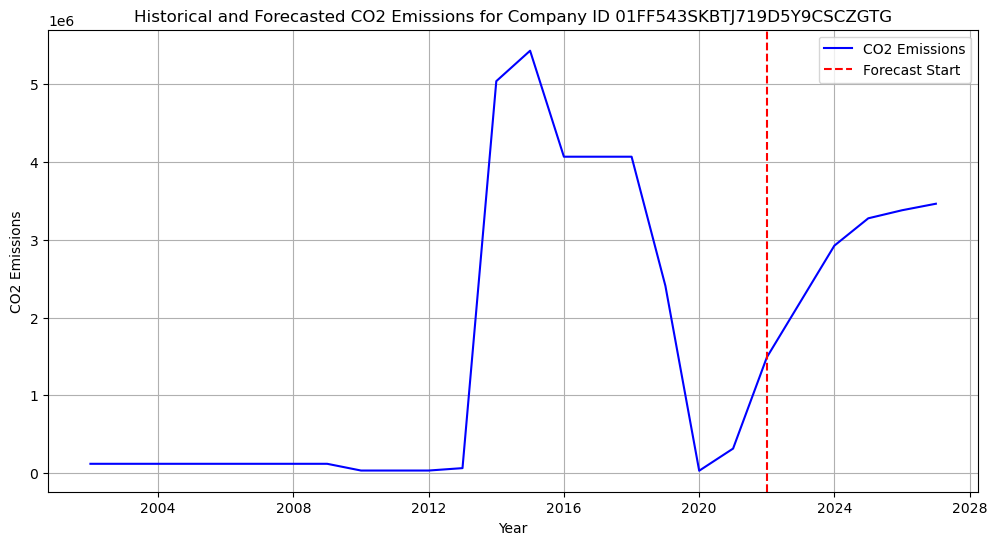 Historical and Forecasted CO2 Emissions for Company ID 01FF543SKBTJ719D5Y9CSCZGTG
1e6
CO2 Emissions
Forecast Start
5
4
3
2
1
0
CO2 Emissions
2004 2008 2012 2016 2020 2024 2028
Year